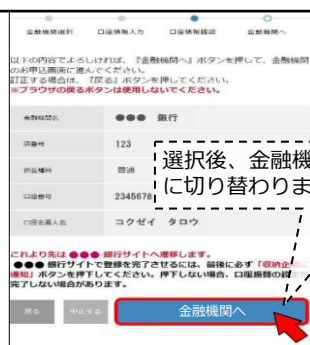 金融機関選択 口座情報入力 口座情報確認 金融機関へ
以下の内容でよろしければ、『金融機関へ』ボタンを押して、金融機関
のお申込画面に進んでください。
訂正する場合は、『戻る』ボタンを押してください。
※ブラウザの戻るボタンは使用しないでください。
金融機関名 ●●● 銀行
店番号 123
預金種別 普通
口座番号 2345678
口座名義人名 コクゼイ タロウ
選択後、金融機
に切り替わりま
これより先は●●● 銀行サイトへ遷移します。
●●● 銀行サイトで登録を完了させるには、最後に必ず「収納企業に
通知」ボタンを押下してください。押下しない場合、口座振替の設定が
完了しない場合があります。
戻る 中止する 金融機関へ